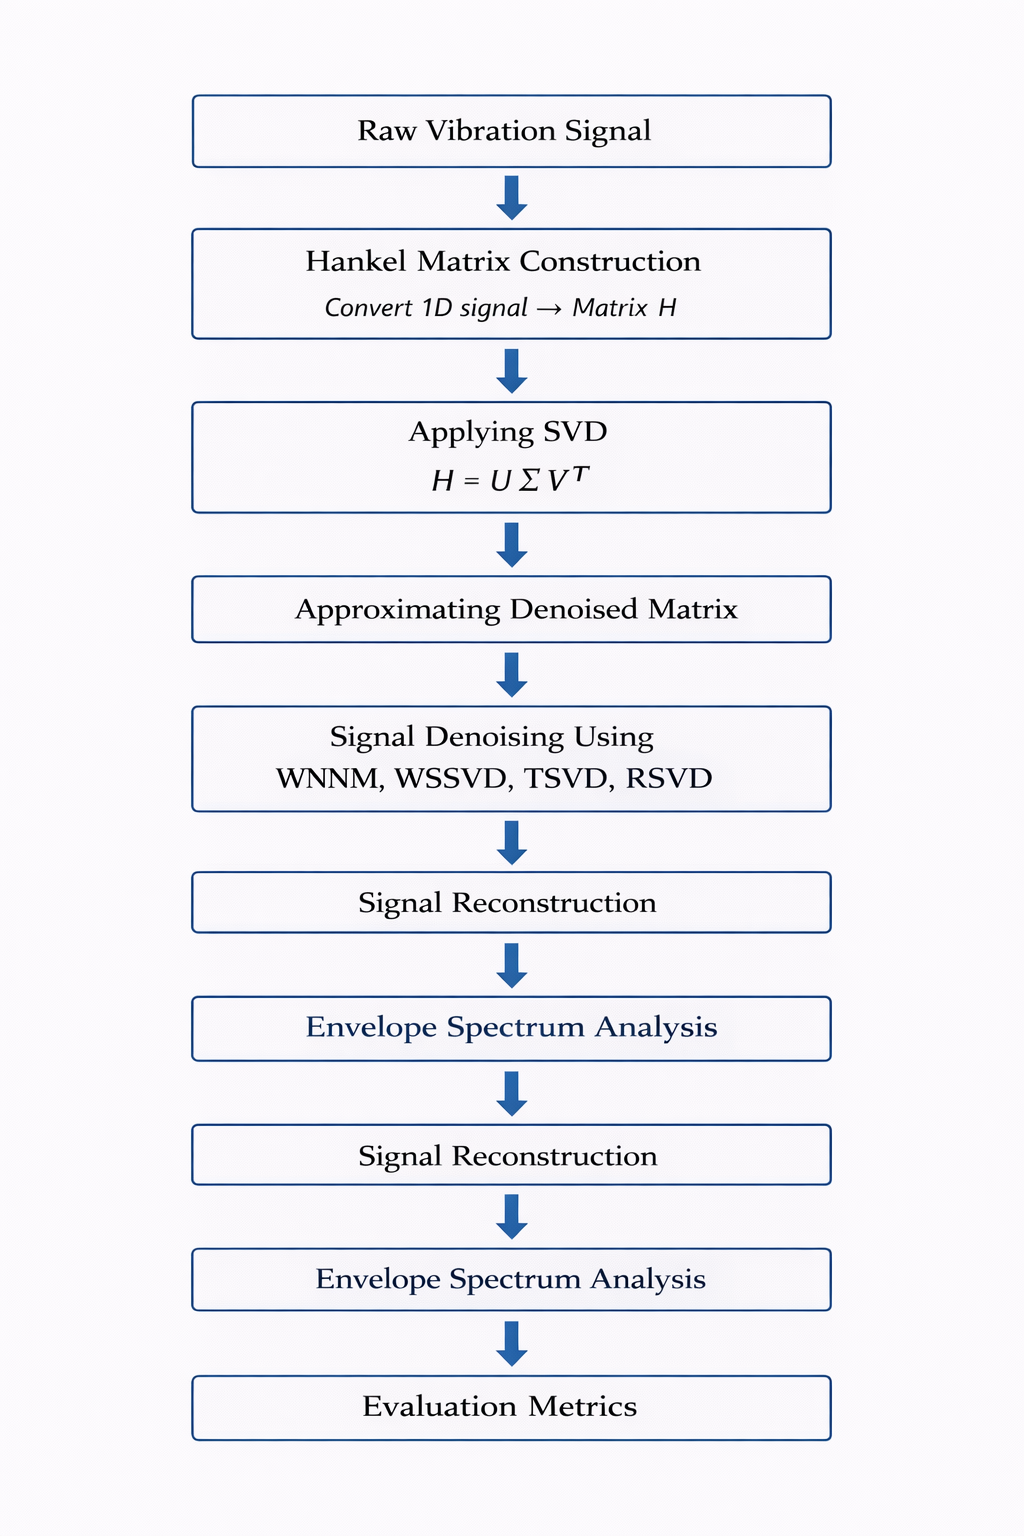 Raw Vibration Signal
Hankel Matrix Construction
Convert 1D signal → Matrix H
Applying SVD
H = U Σ Vᵀ
Approximating Denoised Matrix
Signal Denoising Using
WNNM, WSSVD, TSVD, RSVD
Signal Reconstruction
Envelope Spectrum Analysis
Signal Reconstruction
Envelope Spectrum Analysis
Evaluation Metrics